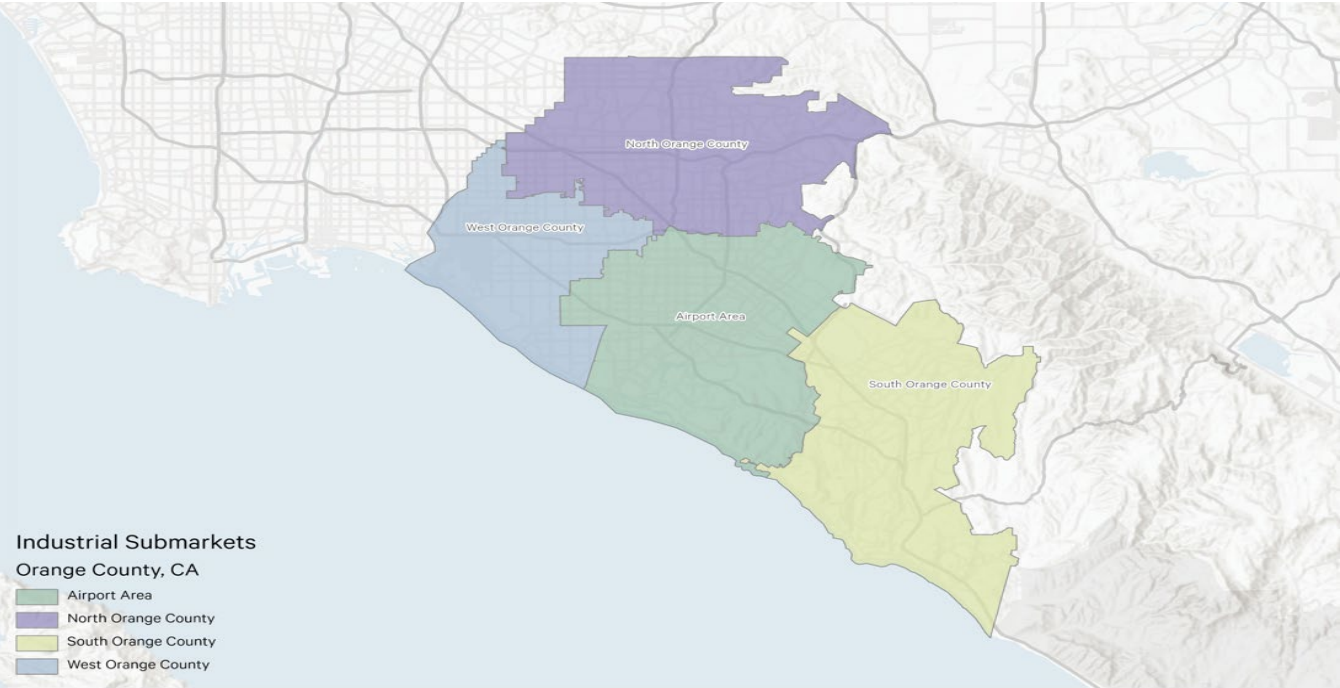 North Orange County
West Orange County
Airport Area
South Orange County
Industrial Submarkets
Orange County, CA
Airport Area
North Orange County
South Orange County
West Orange County